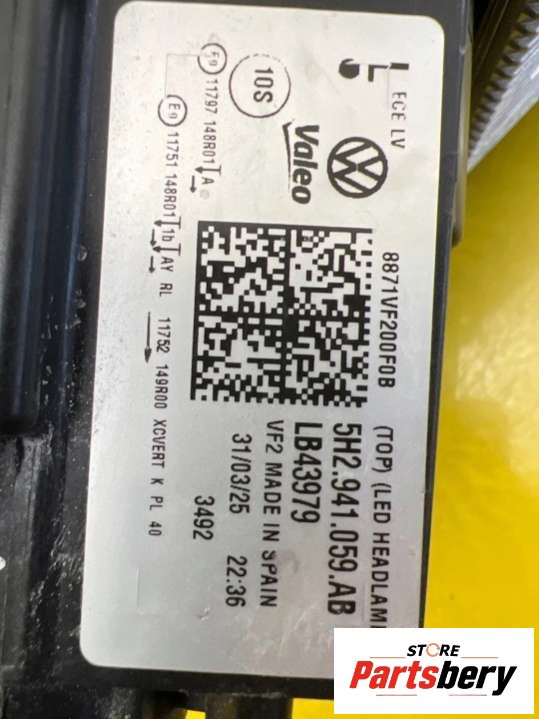 L ECE LV
Valeo
10S
E9 11797 148R01 A
E9 11751 148R01 1b AY RL 11752 149R00 XCVERT K PL 40
8871VF200F0B
(TOP) (LED HEADLAM
5H2.941.059.AB
LB43979
VF2 MADE IN SPAIN
31/03/25 22:36
3492
STORE
Partsbery